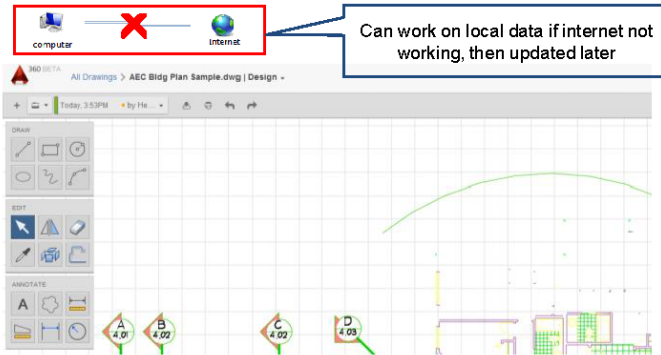 Can work on local data if internet not
working, then updated later
computer
Internet
360 BETA
All Drawings > AEC Bldg Plan Sample.dwg | Design
Today, 3:53PM • by He...
DRAW
EDIT
ANNOTATE
A
A
4.01
B
4.02
C
4.02
D
4.03